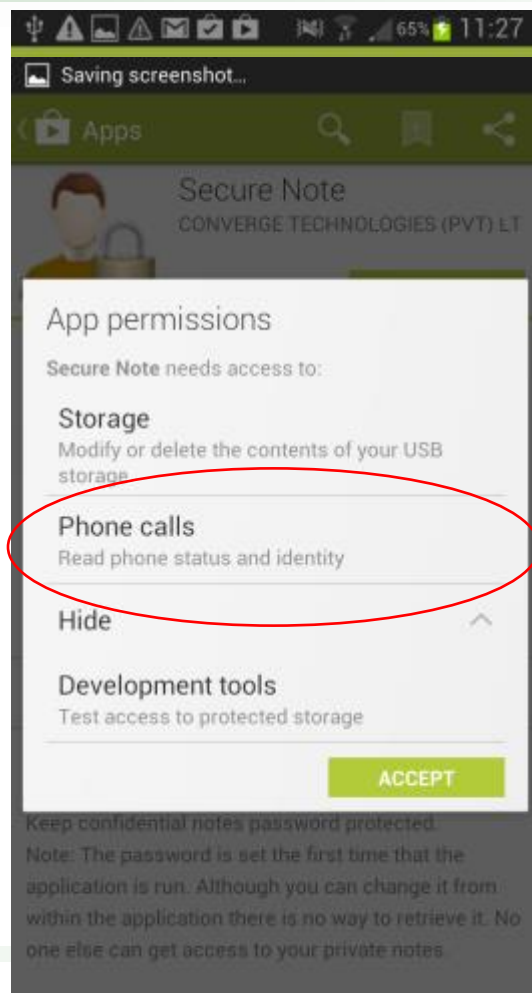 65% 11:27
Saving screenshot...
Apps
Secure Note
CONVERGE TECHNOLOGIES (PVT) LT
App permissions
Secure Note needs access to:
Storage
Modify or delete the contents of your USB
storage
Phone calls
Read phone status and identity
Hide
Development tools
Test access to protected storage
ACCEPT
Keep confidential notes password protected.
Note: The password is set the first time that the
application is run. Although you can change it from
within the application there is no way to retrieve it. No
one else can get access to your private notes.